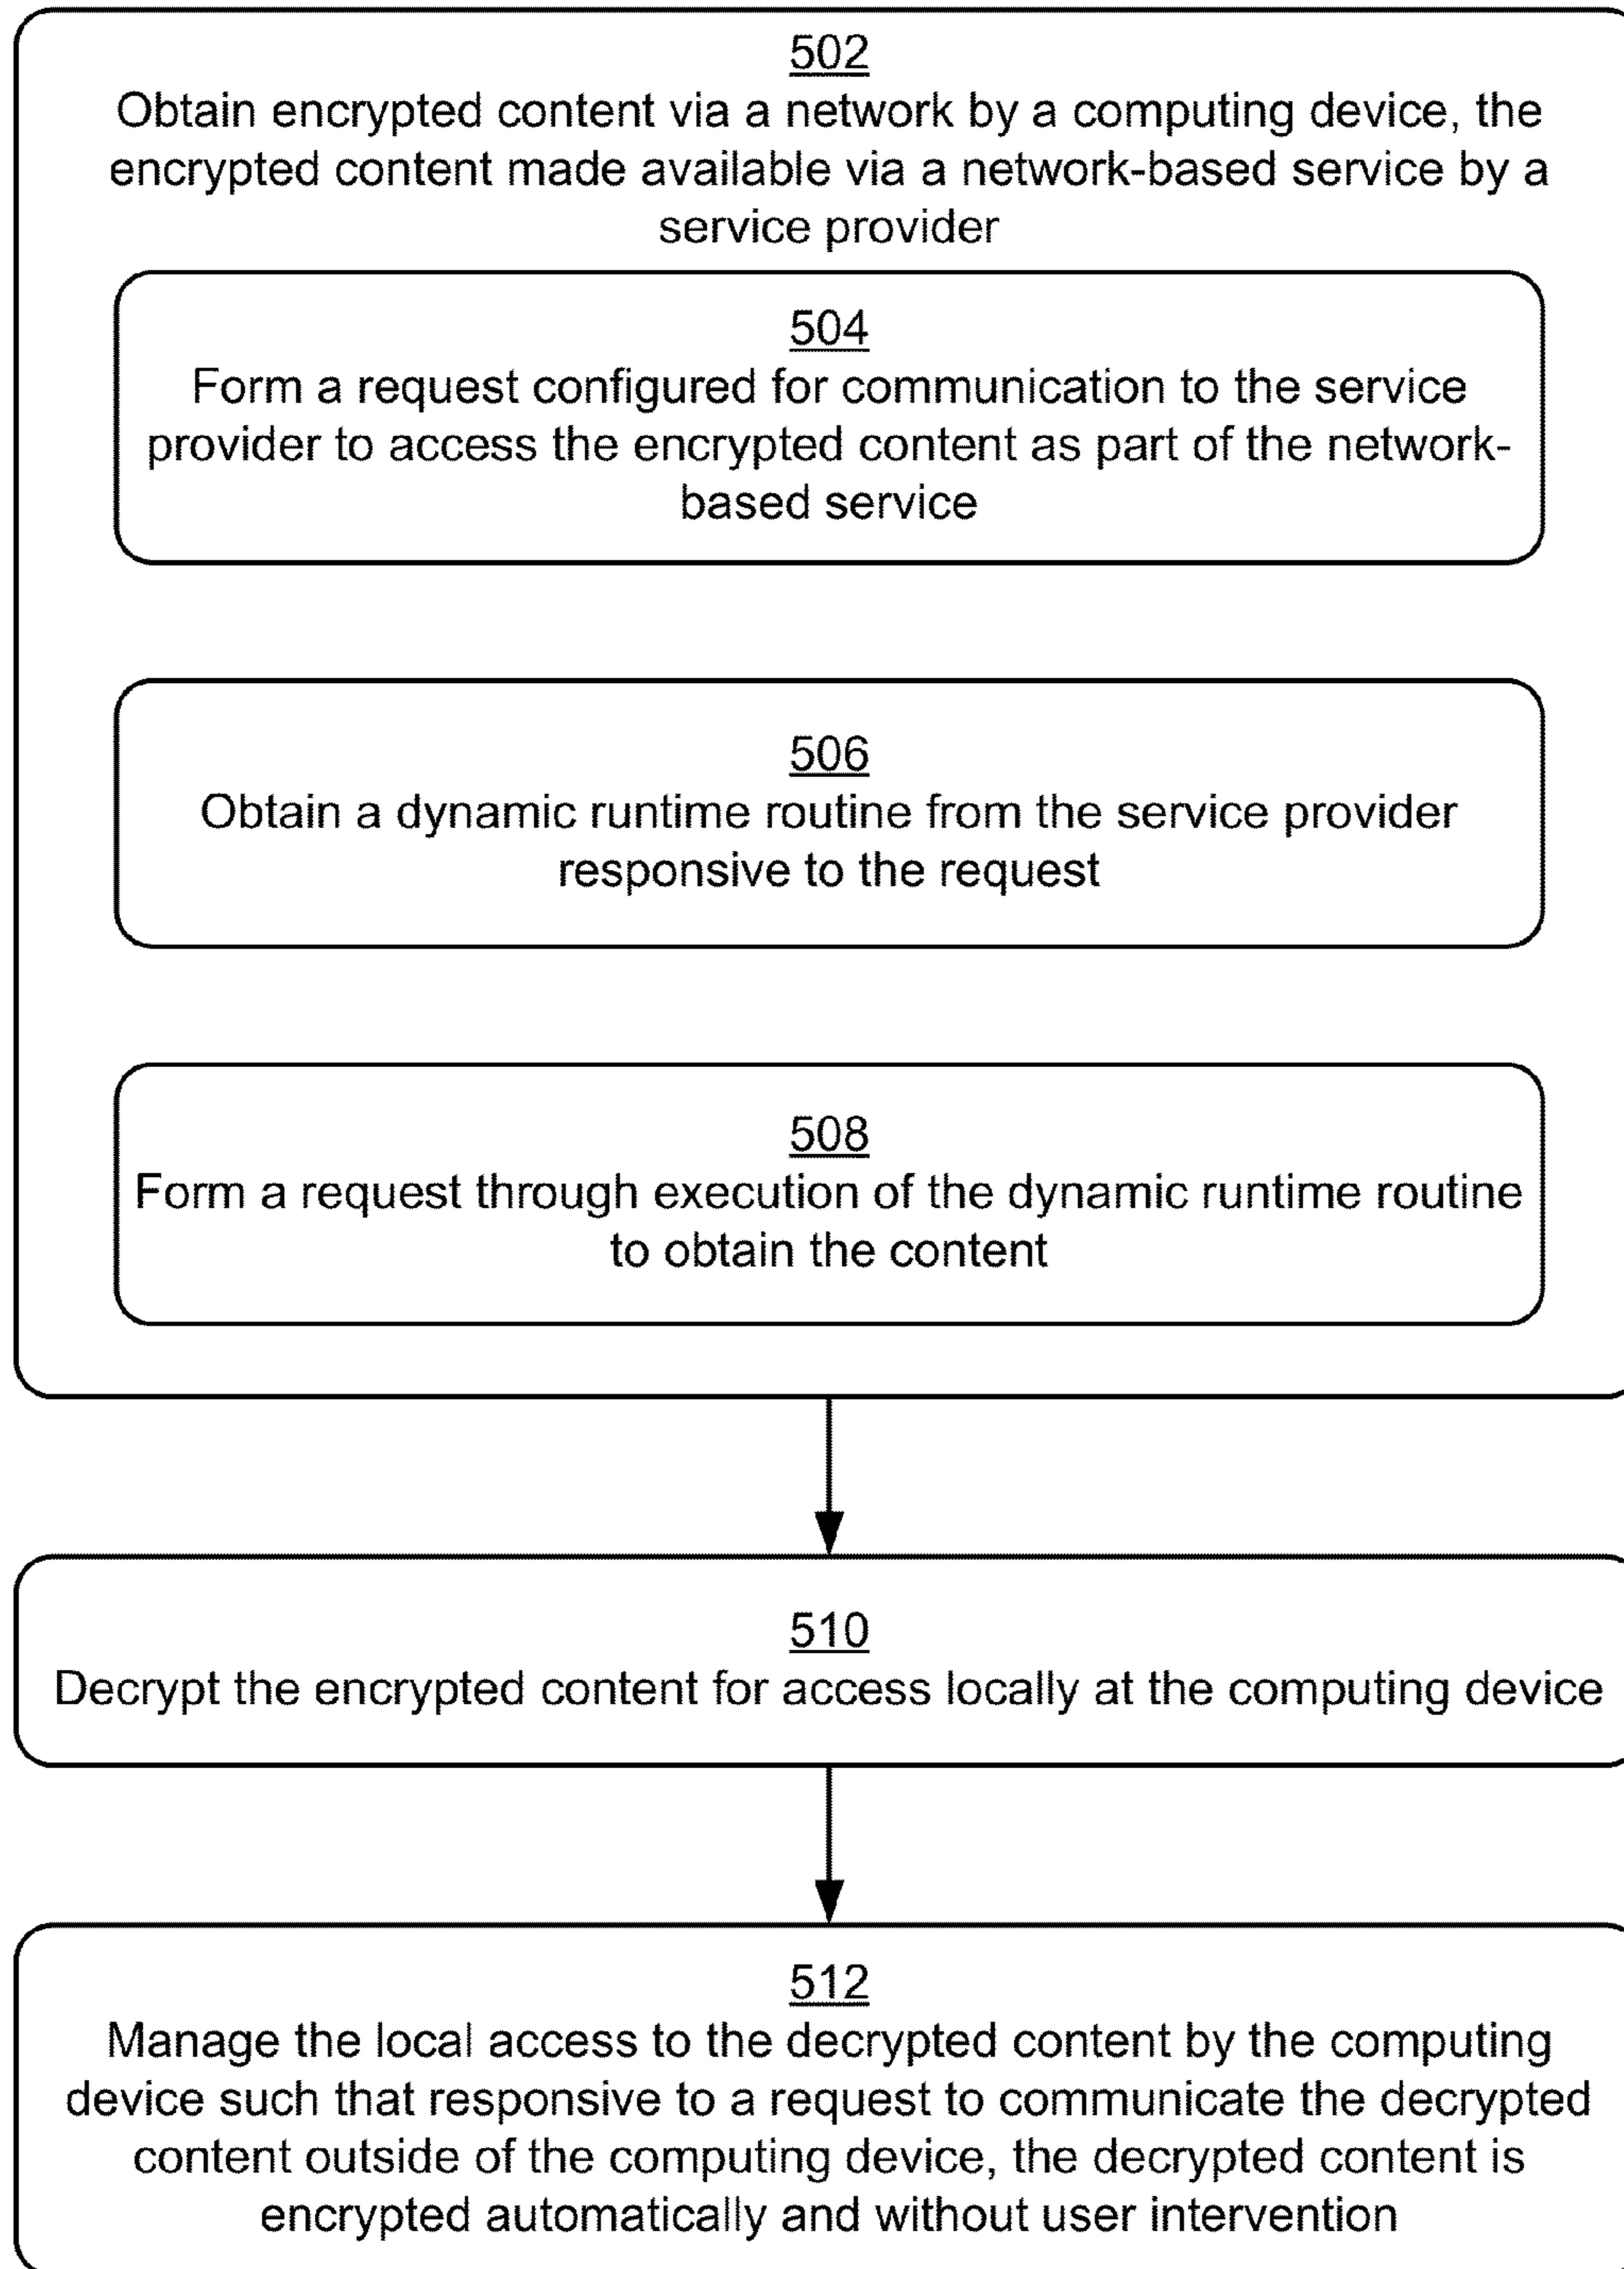 502
Obtain encrypted content via a network by a computing device, the
encrypted content made available via a network-based service by a
service provider
504
Form a request configured for communication to the service
provider to access the encrypted content as part of the network-
based service
506
Obtain a dynamic runtime routine from the service provider
responsive to the request
508
Form a request through execution of the dynamic runtime routine
to obtain the content
510
Decrypt the encrypted content for access locally at the computing device
512
Manage the local access to the decrypted content by the computing
device such that responsive to a request to communicate the decrypted
content outside of the computing device, the decrypted content is
encrypted automatically and without user intervention